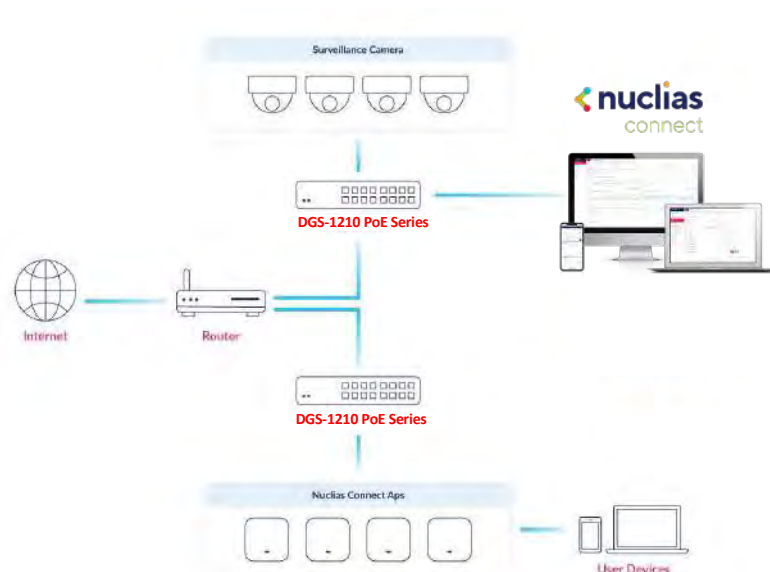 Surveillance Camera
nuclias
connect
DGS-1210 PoE Series
Internet
Router
DGS-1210 PoE Series
Nuclias Connect Aps
User Devices